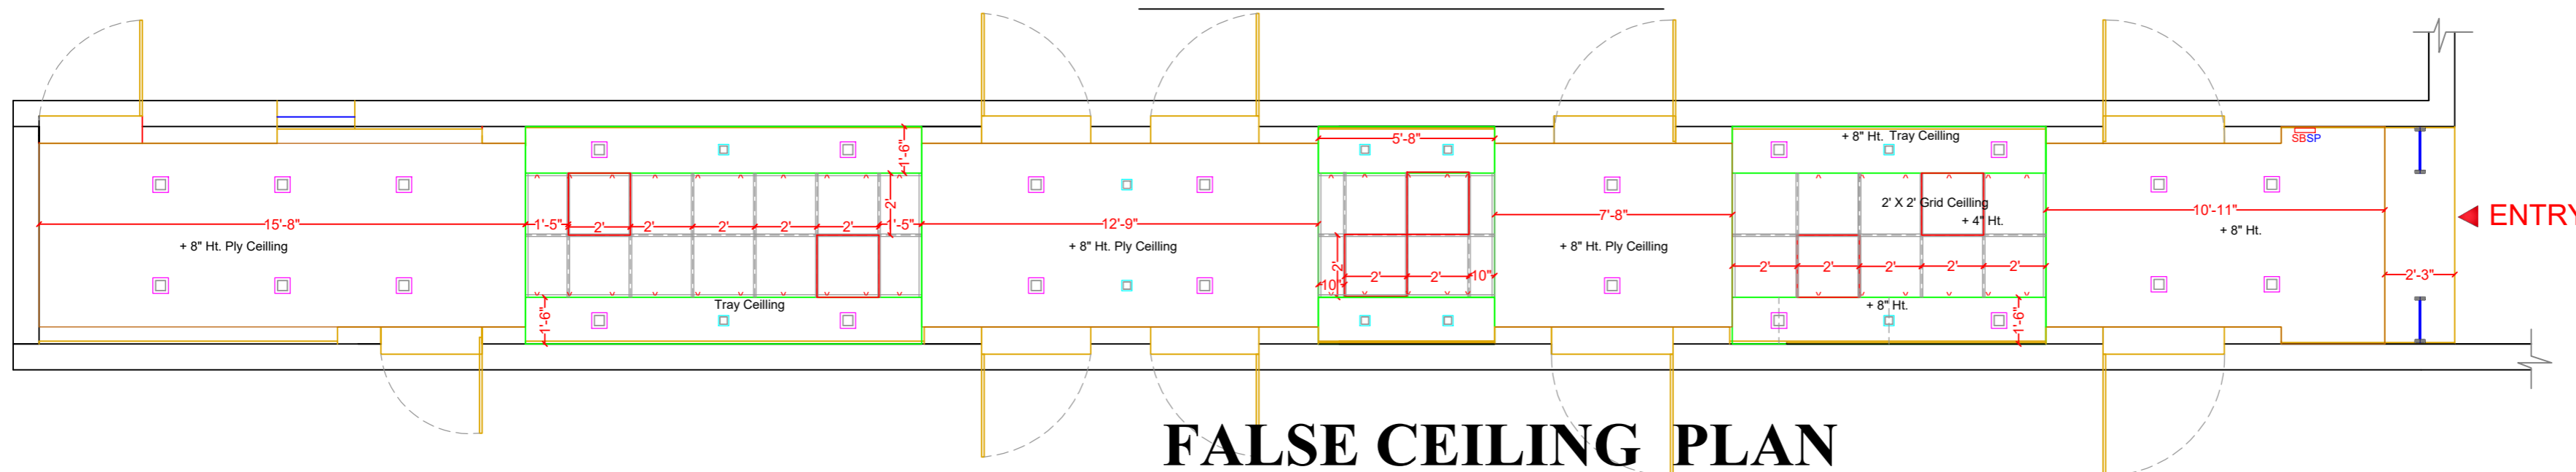 + 8" Ht. Tray Ceilling
SBSP
5'-8"
1'-6"
2'
2' X 2' Grid Ceilling
+ 4" Ht.
15'-8"
1'-5"
2'
2'
2'
2'
2'
1'-5"
12'-9"
7'-8"
10'-11"
ENTRY
+ 8" Ht. Ply Ceilling
+ 8" Ht. Ply Ceilling
+ 8" Ht. Ply Ceilling
+ 8" Ht.
2'
10"
2'
2'
10"
2'
2'
2'
2'
2'
2'-3"
Tray Ceilling
1'-6"
+ 8" Ht.
1'-6"
FALSE CEILING PLAN